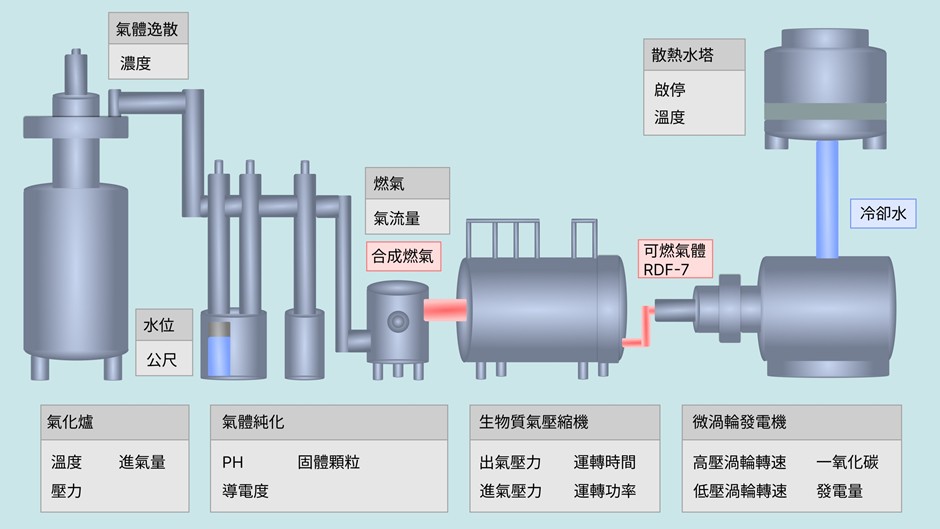 氣體逸散
濃度
散熱水塔
啟停
溫度
燃氣
氣流量
合成燃氣
冷卻水
可燃氣體
RDF-7
水位
公尺
氣化爐
溫度 進氣量
壓力
氣體純化
PH 固體顆粒
導電度
生物質氣壓縮機
出氣壓力 運轉時間
進氣壓力 運轉功率
微渦輪發電機
高壓渦輪轉速 一氧化碳
低壓渦輪轉速 發電量